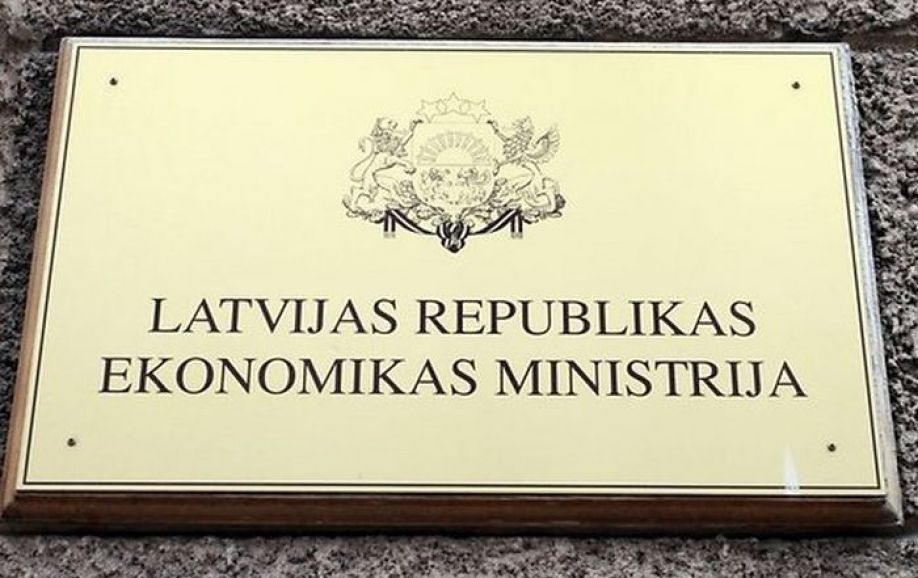 LATVIJAS REPUBLIKAS
EKONOMIKAS MINISTRIJA